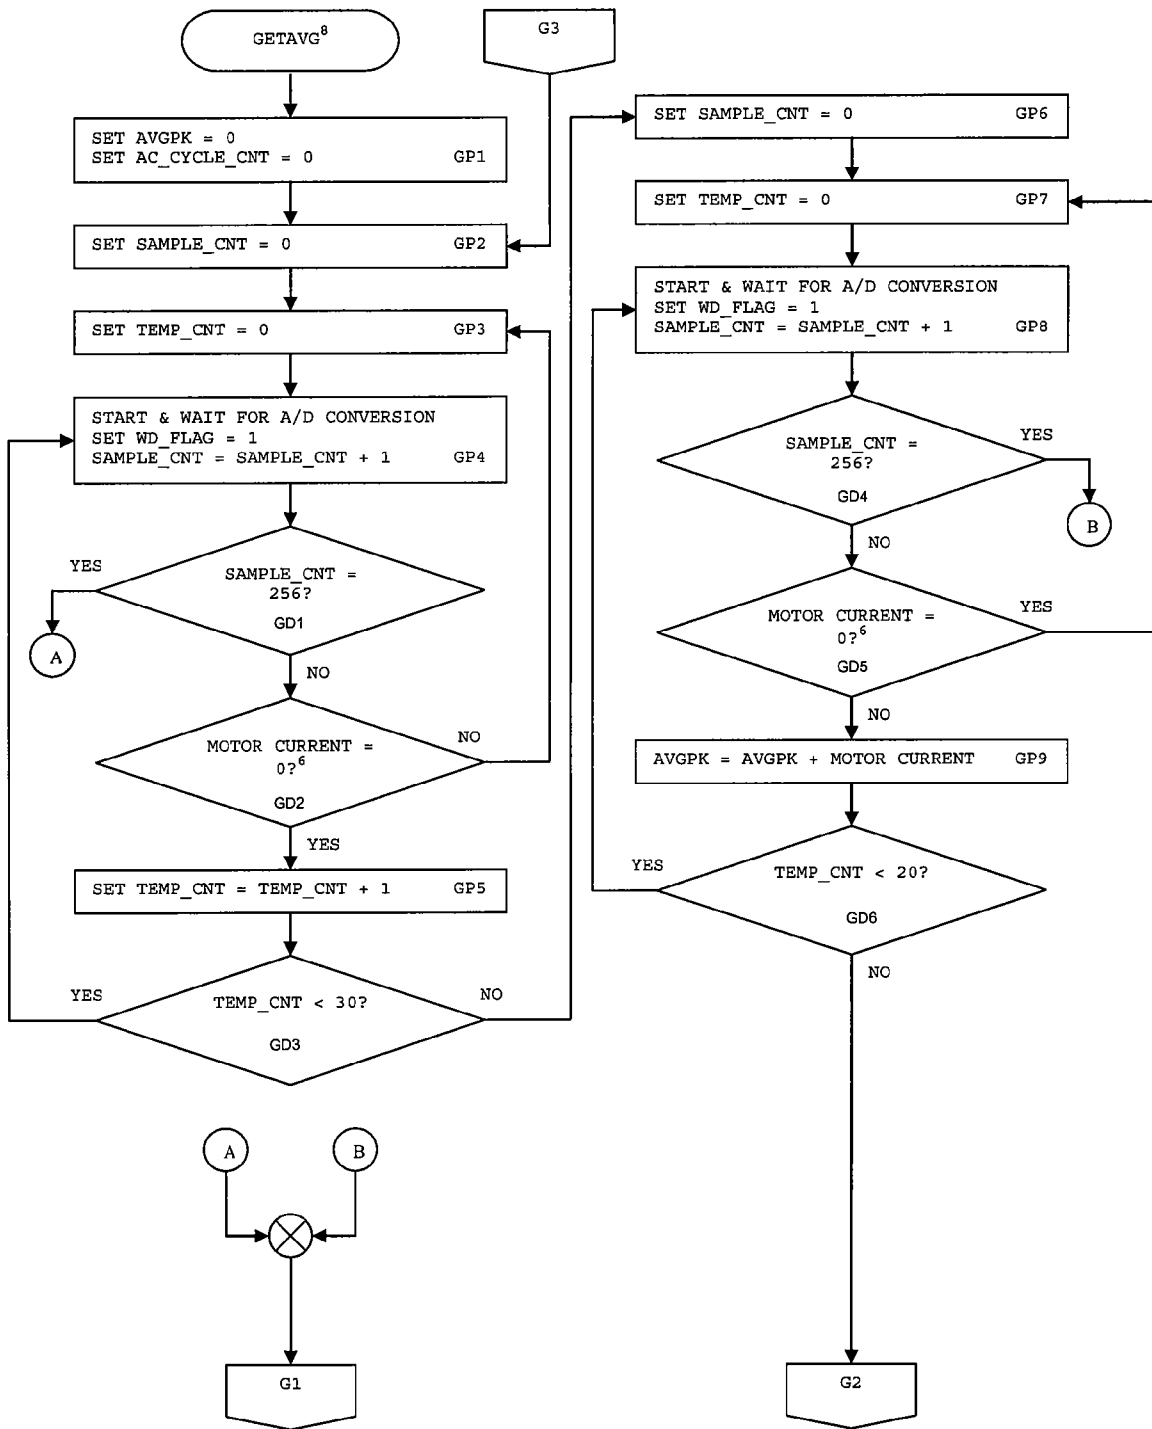 GETAVG⁸
G3
SET AVGPK = 0
SET AC_CYCLE_CNT = 0 GP1
SET SAMPLE_CNT = 0 GP2
SET TEMP_CNT = 0 GP3
START & WAIT FOR A/D CONVERSION
SET WD_FLAG = 1
SAMPLE_CNT = SAMPLE_CNT + 1 GP4
YES
SAMPLE_CNT =
256?
GD1
A
NO
MOTOR CURRENT =
0?⁶
GD2
NO
YES
SET TEMP_CNT = TEMP_CNT + 1 GP5
YES
TEMP_CNT < 30?
GD3
NO
SET SAMPLE_CNT = 0 GP6
SET TEMP_CNT = 0 GP7
START & WAIT FOR A/D CONVERSION
SET WD_FLAG = 1
SAMPLE_CNT = SAMPLE_CNT + 1 GP8
SAMPLE_CNT =
256?
GD4
YES
B
NO
MOTOR CURRENT =
0?⁶
GD5
YES
NO
AVGPK = AVGPK + MOTOR CURRENT GP9
YES
TEMP_CNT < 20?
GD6
NO
A
B
G1
G2